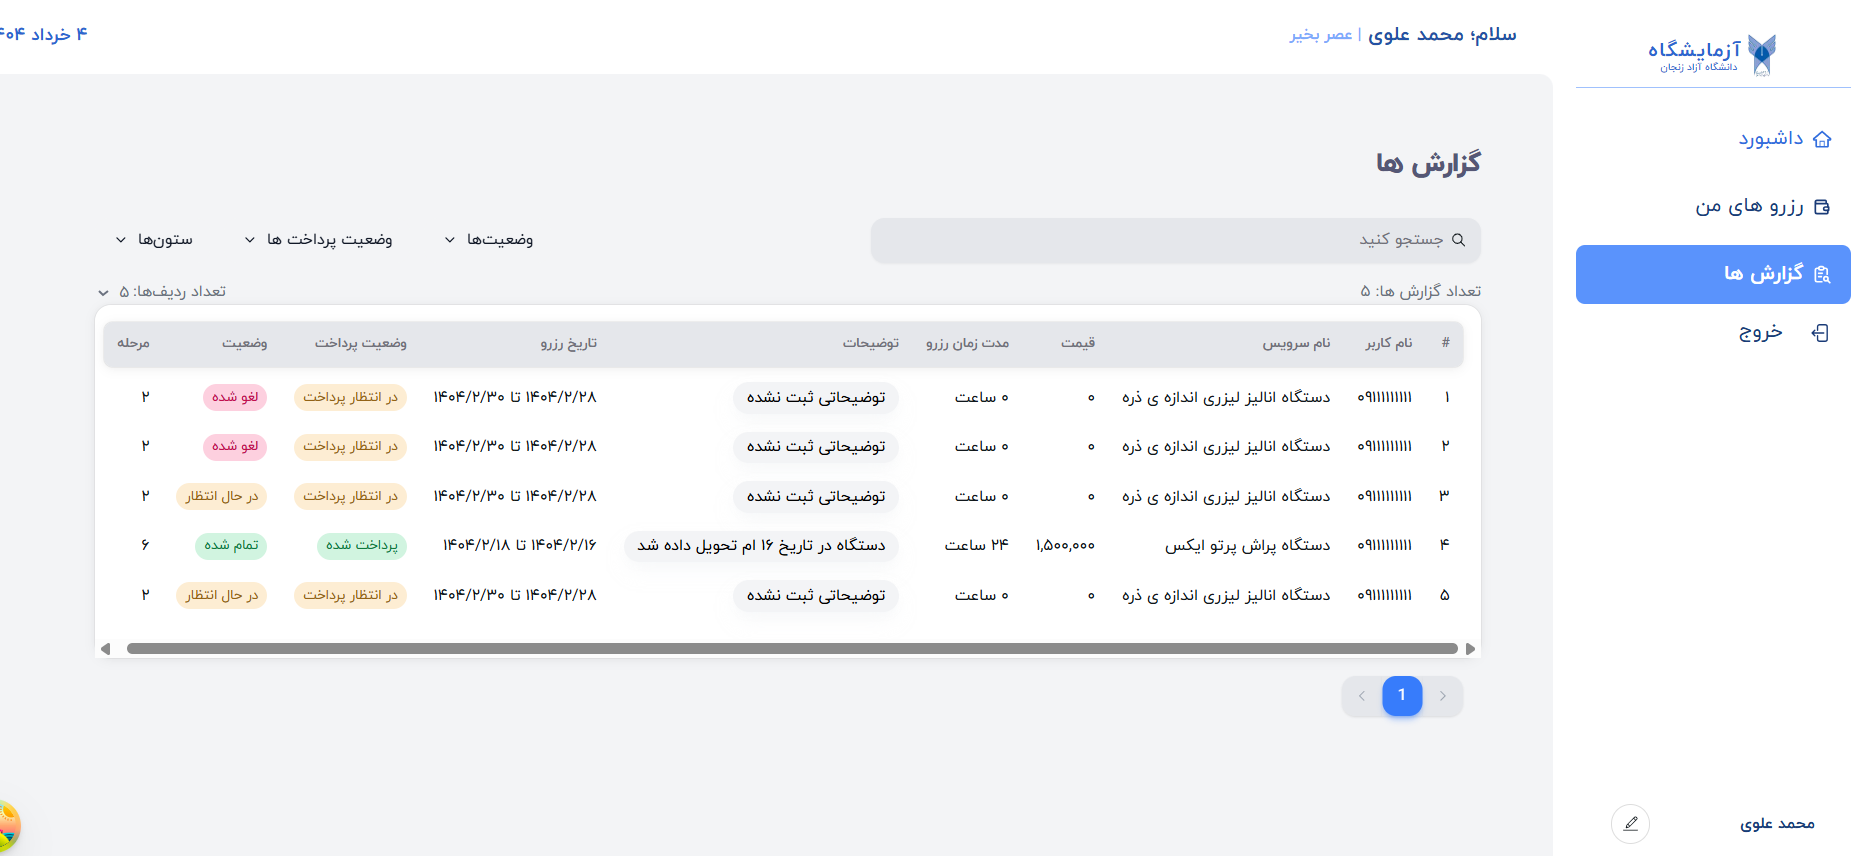 آزمایشگاه
دانشگاه آزاد زنجان
داشبورد
رزرو های من
گزارش ها
خروج
محمد علوی
سلام؛ محمد علوی | عصر بخیر
۴ خرداد
گزارش ها
جستجو کنید
وضعیت‌ها
وضعیت پرداخت ها
ستون‌ها
تعداد گزارش ها: ۵
تعداد ردیف‌ها: ۵
# نام کاربر نام سرویس قیمت مدت زمان رزرو توضیحات تاریخ رزرو وضعیت پرداخت وضعیت مرحله
۱ ۰۹۱۱۱۱۱۱۱۱۱ دستگاه انالیز لیزری اندازه ی ذره ۰ ۰ ساعت توضیحاتی ثبت نشده ۱۴۰۴/۲/۲۸ تا ۱۴۰۴/۲/۳۰ در انتظار پرداخت لغو شده ۲
۲ ۰۹۱۱۱۱۱۱۱۱۱ دستگاه انالیز لیزری اندازه ی ذره ۰ ۰ ساعت توضیحاتی ثبت نشده ۱۴۰۴/۲/۲۸ تا ۱۴۰۴/۲/۳۰ در انتظار پرداخت لغو شده ۲
۳ ۰۹۱۱۱۱۱۱۱۱۱ دستگاه انالیز لیزری اندازه ی ذره ۰ ۰ ساعت توضیحاتی ثبت نشده ۱۴۰۴/۲/۲۸ تا ۱۴۰۴/۲/۳۰ در انتظار پرداخت در حال انتظار ۲
۴ ۰۹۱۱۱۱۱۱۱۱۱ دستگاه پراش پرتو ایکس ۱,۵۰۰,۰۰۰ ۲۴ ساعت دستگاه در تاریخ ۱۶ ام تحویل داده شد ۱۴۰۴/۲/۱۶ تا ۱۴۰۴/۲/۱۸ پرداخت شده تمام شده ۶
۵ ۰۹۱۱۱۱۱۱۱۱۱ دستگاه انالیز لیزری اندازه ی ذره ۰ ۰ ساعت توضیحاتی ثبت نشده ۱۴۰۴/۲/۲۸ تا ۱۴۰۴/۲/۳۰ در انتظار پرداخت در حال انتظار ۲
1